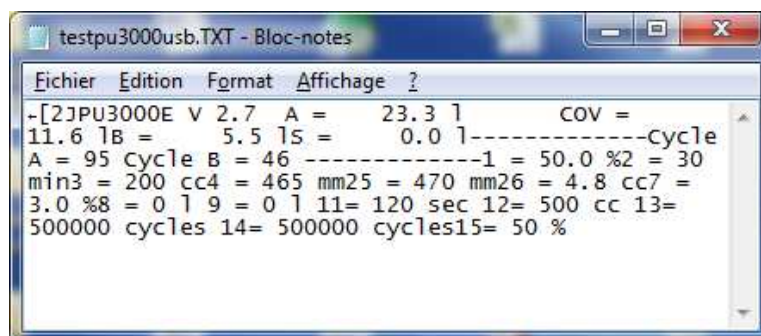 testpu3000usb.TXT - Bloc-notes
Fichier Edition Format Affichage ?
←[2JPU3000E V 2.7 A = 23.3 l COV =
11.6 lB = 5.5 lS = 0.0 l-------------Cycle
A = 95 Cycle B = 46 -------------1 = 50.0 %2 = 30
min3 = 200 cc4 = 465 mm25 = 470 mm26 = 4.8 cc7 =
3.0 %8 = 0 l 9 = 0 l 11= 120 sec 12= 500 cc 13=
500000 cycles 14= 500000 cycles15= 50 %